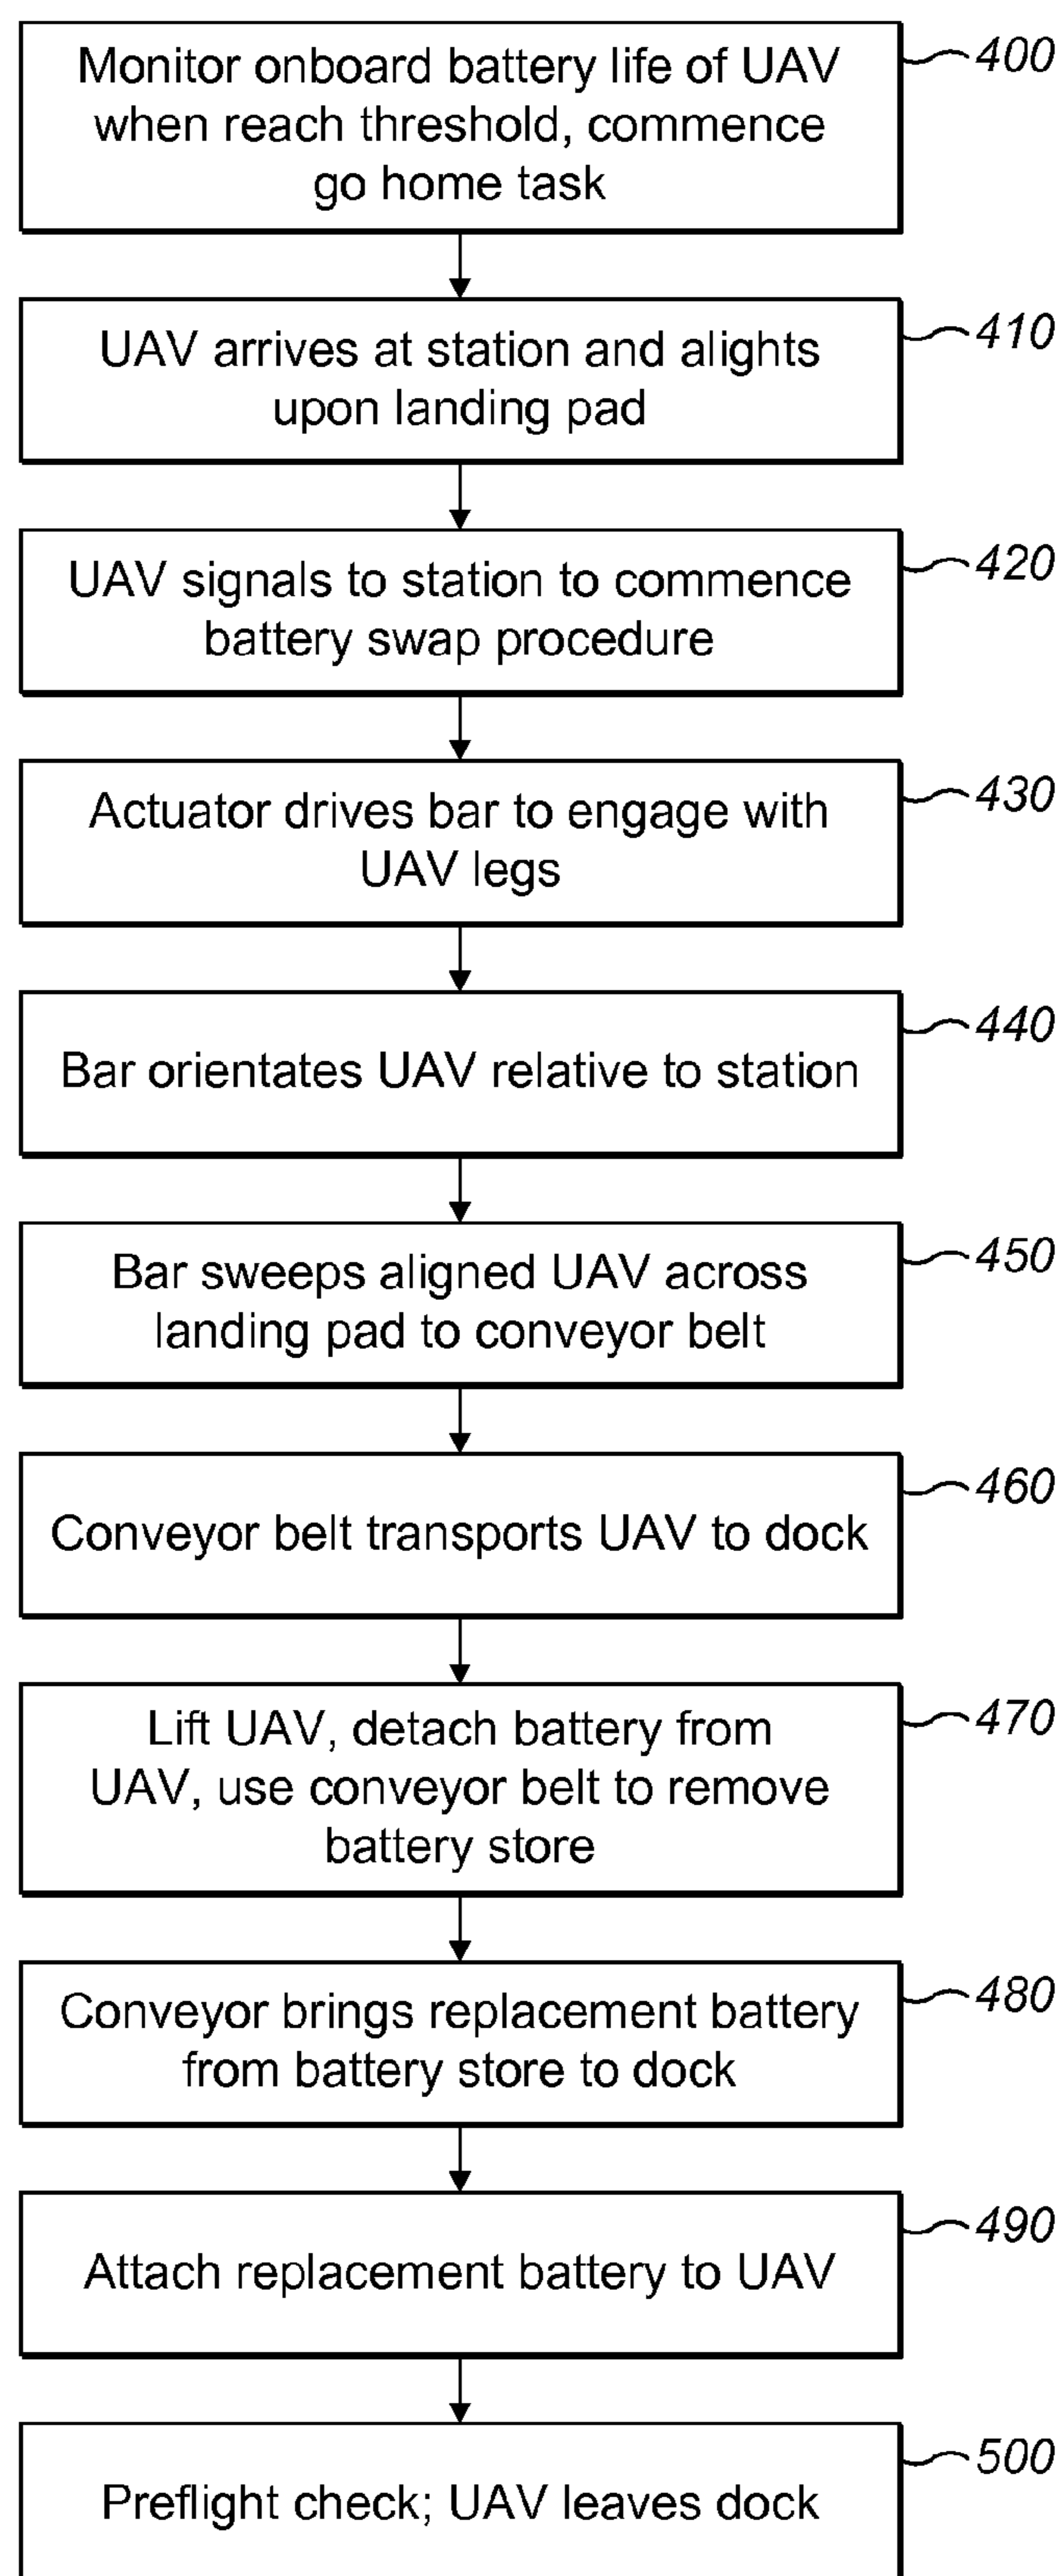 Monitor onboard battery life of UAV
when reach threshold, commence
go home task
400
UAV arrives at station and alights
upon landing pad
410
UAV signals to station to commence
battery swap procedure
420
Actuator drives bar to engage with
UAV legs
430
Bar orientates UAV relative to station
440
Bar sweeps aligned UAV across
landing pad to conveyor belt
450
Conveyor belt transports UAV to dock
460
Lift UAV, detach battery from
UAV, use conveyor belt to remove
battery store
470
Conveyor brings replacement battery
from battery store to dock
480
Attach replacement battery to UAV
490
Preflight check; UAV leaves dock
500